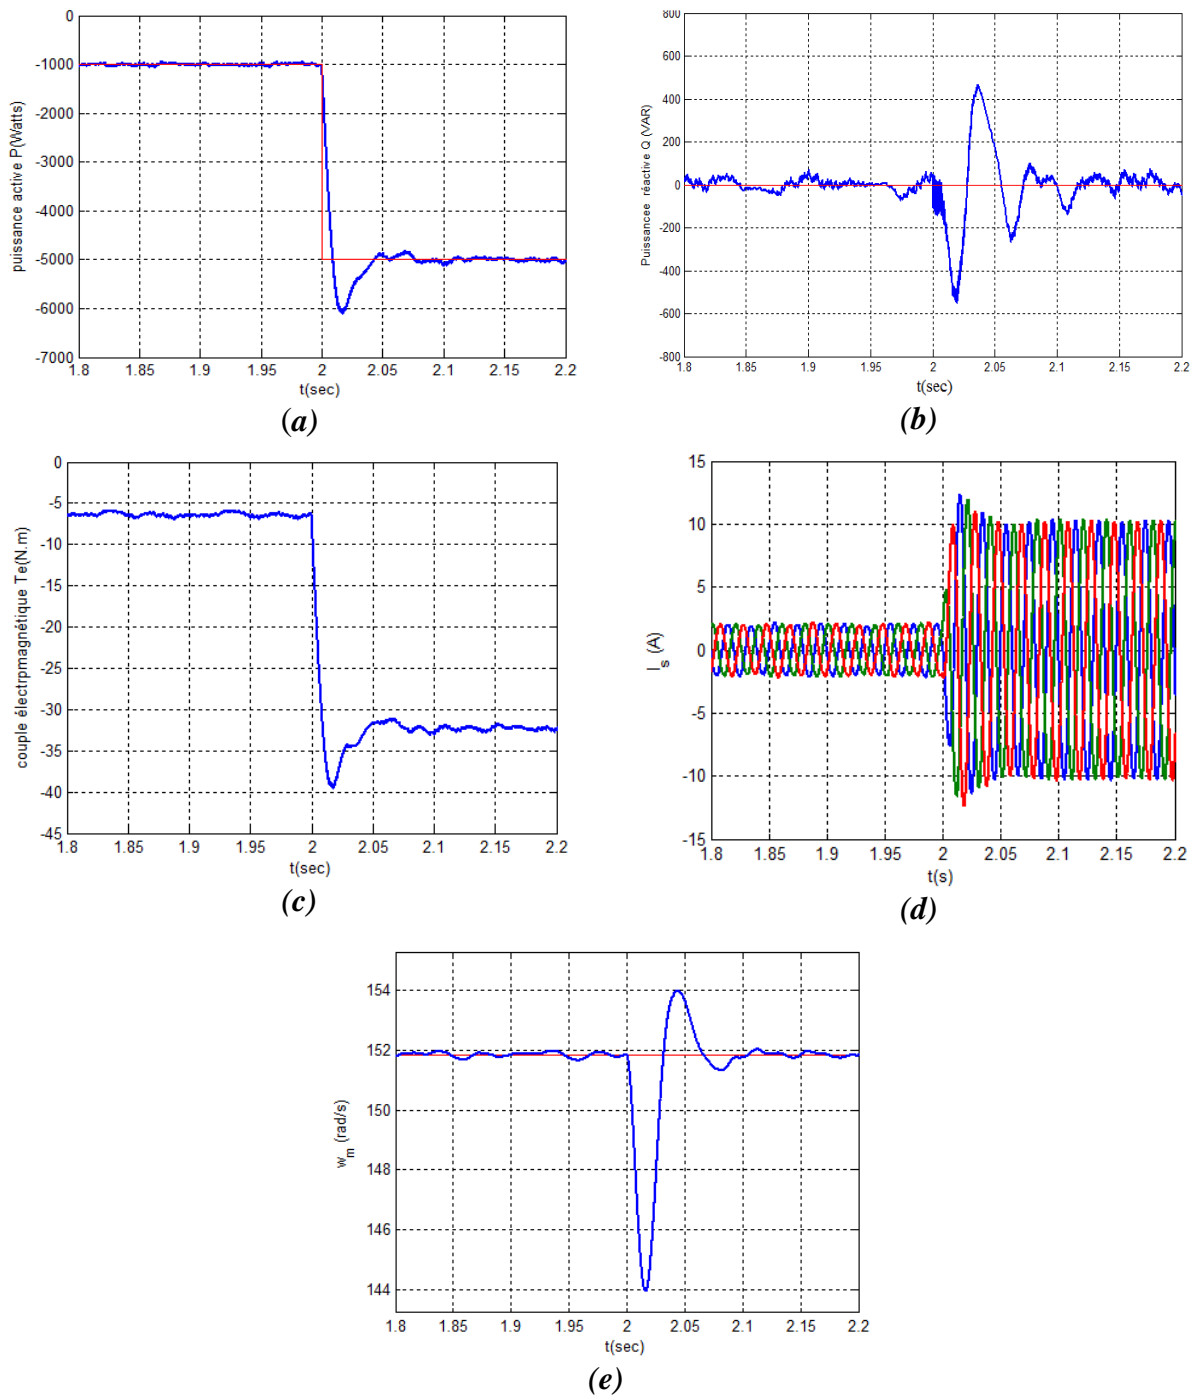 0
-1000
-2000
-3000
-4000
-5000
-6000
-7000
puissance active P(Watts)
1.8 1.85 1.9 1.95 2 2.05 2.1 2.15 2.2
t(sec)
(a)
800
600
400
200
0
-200
-400
-600
-800
Puissancee réactive Q (VAR)
1.8 1.85 1.9 1.95 2 2.05 2.1 2.15 2.2
t(sec)
(b)
0
-5
-10
-15
-20
-25
-30
-35
-40
-45
couple électrpmagnétique Te(N.m)
1.8 1.85 1.9 1.95 2 2.05 2.1 2.15 2.2
t(sec)
(c)
15
10
5
0
-5
-10
-15
I_s (A)
1.8 1.85 1.9 1.95 2 2.05 2.1 2.15 2.2
t(s)
(d)
154
152
150
148
146
144
w_m (rad/s)
1.8 1.85 1.9 1.95 2 2.05 2.1 2.15 2.2
t(sec)
(e)